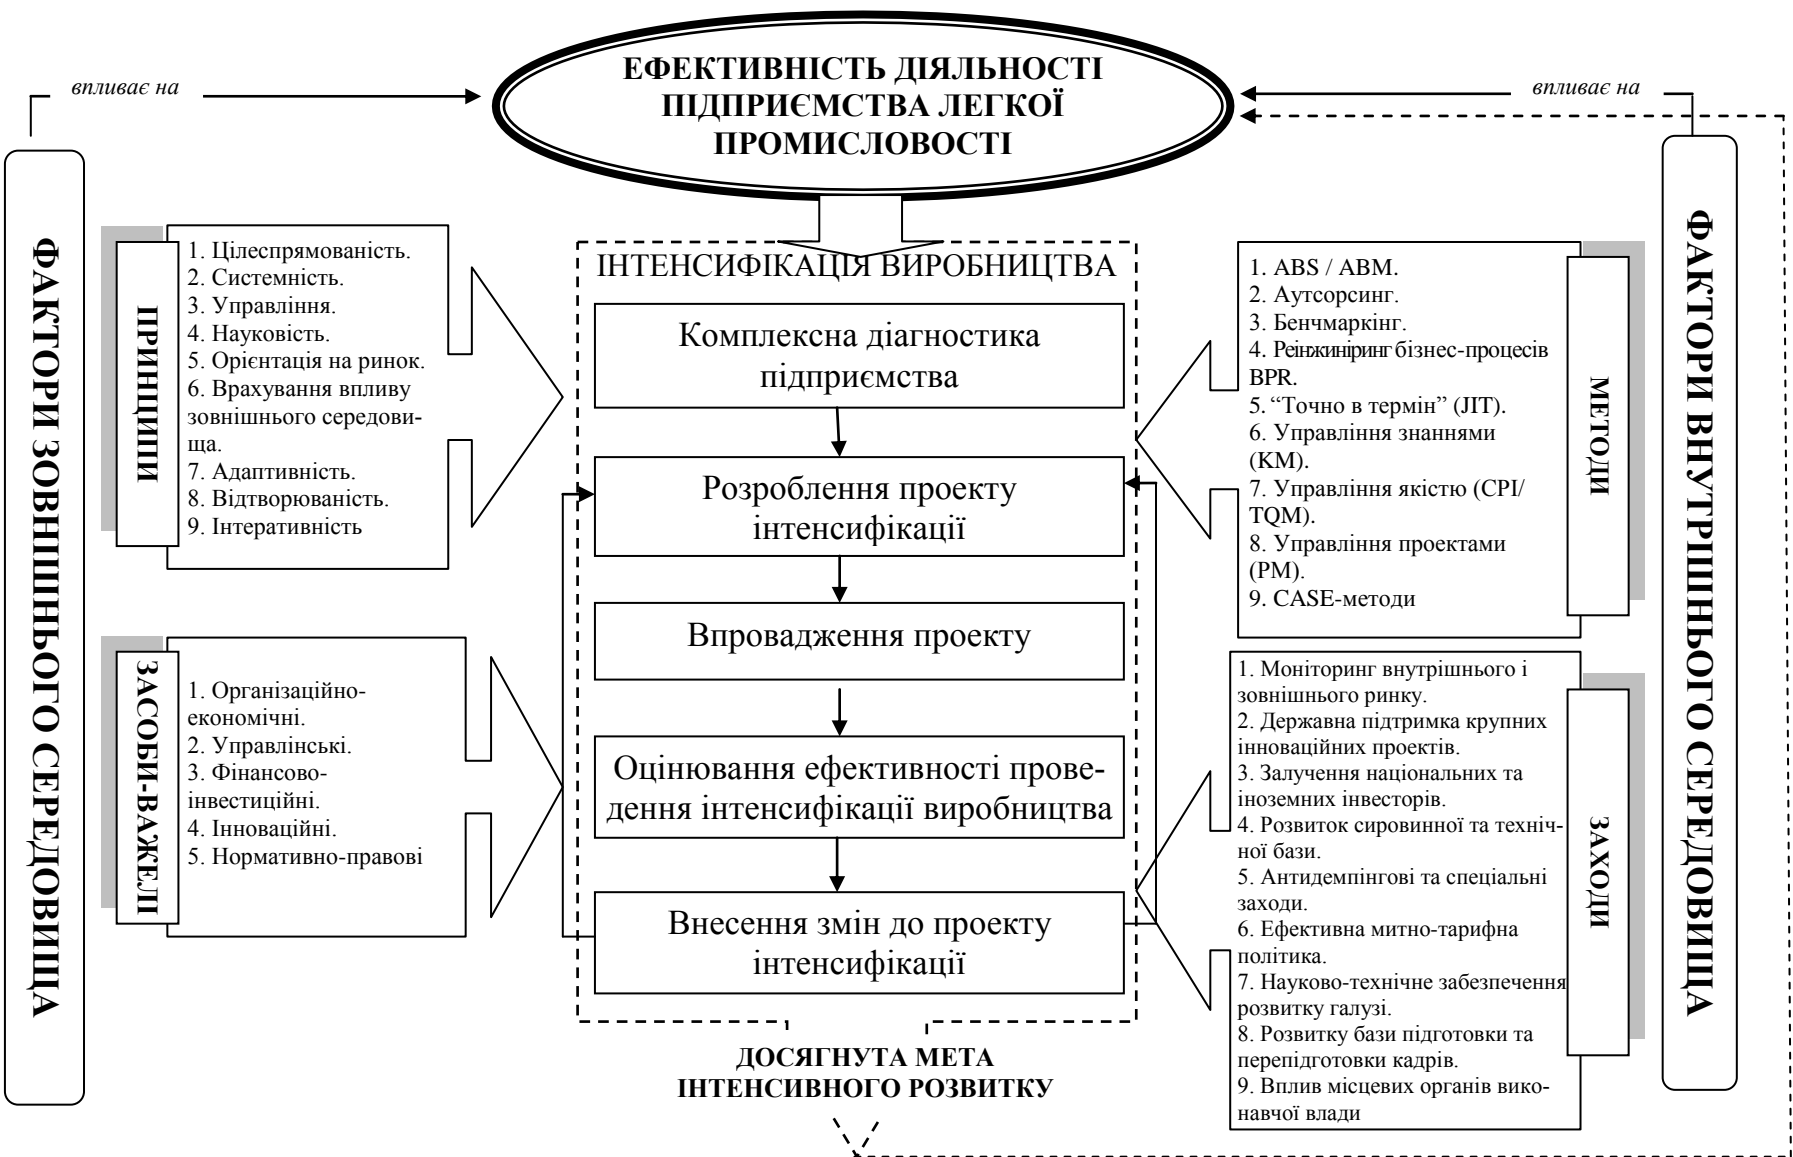 ЕФЕКТИВНІСТЬ ДІЯЛЬНОСТІ
ПІДПРИЄМСТВА ЛЕГКОЇ
ПРОМИСЛОВОСТІ
впливає на
впливає на
ФАКТОРИ ЗОВНІШНЬОГО СЕРЕДОВИЩА
ПРИНЦИПИ
1. Цілеспрямованість.
2. Системність.
3. Управління.
4. Науковість.
5. Орієнтація на ринок.
6. Врахування впливу
зовнішнього середови-
ща.
7. Адаптивність.
8. Відтворюваність.
9. Інтеративність
ЗАСОБИ-ВАЖЕЛІ
1. Організаційно-
економічні.
2. Управлінські.
3. Фінансово-
інвестиційні.
4. Інноваційні.
5. Нормативно-правові
ІНТЕНСИФІКАЦІЯ ВИРОБНИЦТВА
Комплексна діагностика
підприємства
Розроблення проекту
інтенсифікації
Впровадження проекту
Оцінювання ефективності прове-
дення інтенсифікації виробництва
Внесення змін до проекту
інтенсифікації
ДОСЯГНУТА МЕТА
ІНТЕНСИВНОГО РОЗВИТКУ
1. ABS / ABM.
2. Аутсорсинг.
3. Бенчмаркінг.
4. Реінжиніринг бізнес-процесів
BPR.
5. “Точно в термін” (JIT).
6. Управління знаннями
(KM).
7. Управління якістю (CPI/
TQM).
8. Управління проектами
(PM).
9. CASE-методи
МЕТОДИ
1. Моніторинг внутрішнього і
зовнішнього ринку.
2. Державна підтримка крупних
інноваційних проектів.
3. Залучення національних та
іноземних інвесторів.
4. Розвиток сировинної та техніч-
ної бази.
5. Антидемпінгові та спеціальні
заходи.
6. Ефективна митно-тарифна
політика.
7. Науково-технічне забезпечення
розвитку галузі.
8. Розвитку бази підготовки та
перепідготовки кадрів.
9. Вплив місцевих органів вико-
навчої влади
ЗАХОДИ
ФАКТОРИ ВНУТРІШНЬОГО СЕРЕДОВИЩА